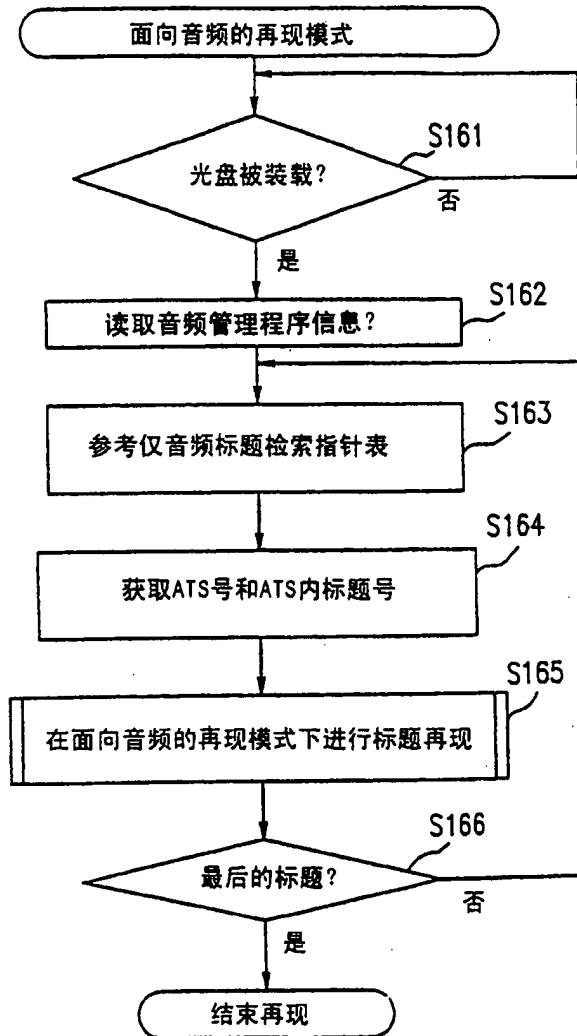 面向音频的再现模式
S161
光盘被装载?
否
是
S162
读取音频管理程序信息?
S163
参考仅音频标题检索指针表
S164
获取ATS号和ATS内标题号
S165
在面向音频的再现模式下进行标题再现
S166
最后的标题?
否
是
结束再现